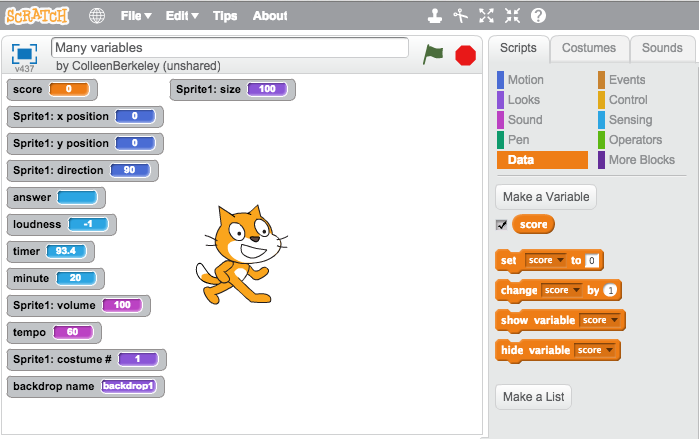 SCRATCH File Edit Tips About
v437
Many variables
by ColleenBerkeley (unshared)
score 0
Sprite1: size 100
Sprite1: x position 0
Sprite1: y position 0
Sprite1: direction 90
answer
loudness -1
timer 93.4
minute 20
Sprite1: volume 100
tempo 60
Sprite1: costume # 1
backdrop name backdrop1
Scripts Costumes Sounds
Motion Events
Looks Control
Sound Sensing
Pen Operators
Data More Blocks
Make a Variable
score
set score to 0
change score by 1
show variable score
hide variable score
Make a List